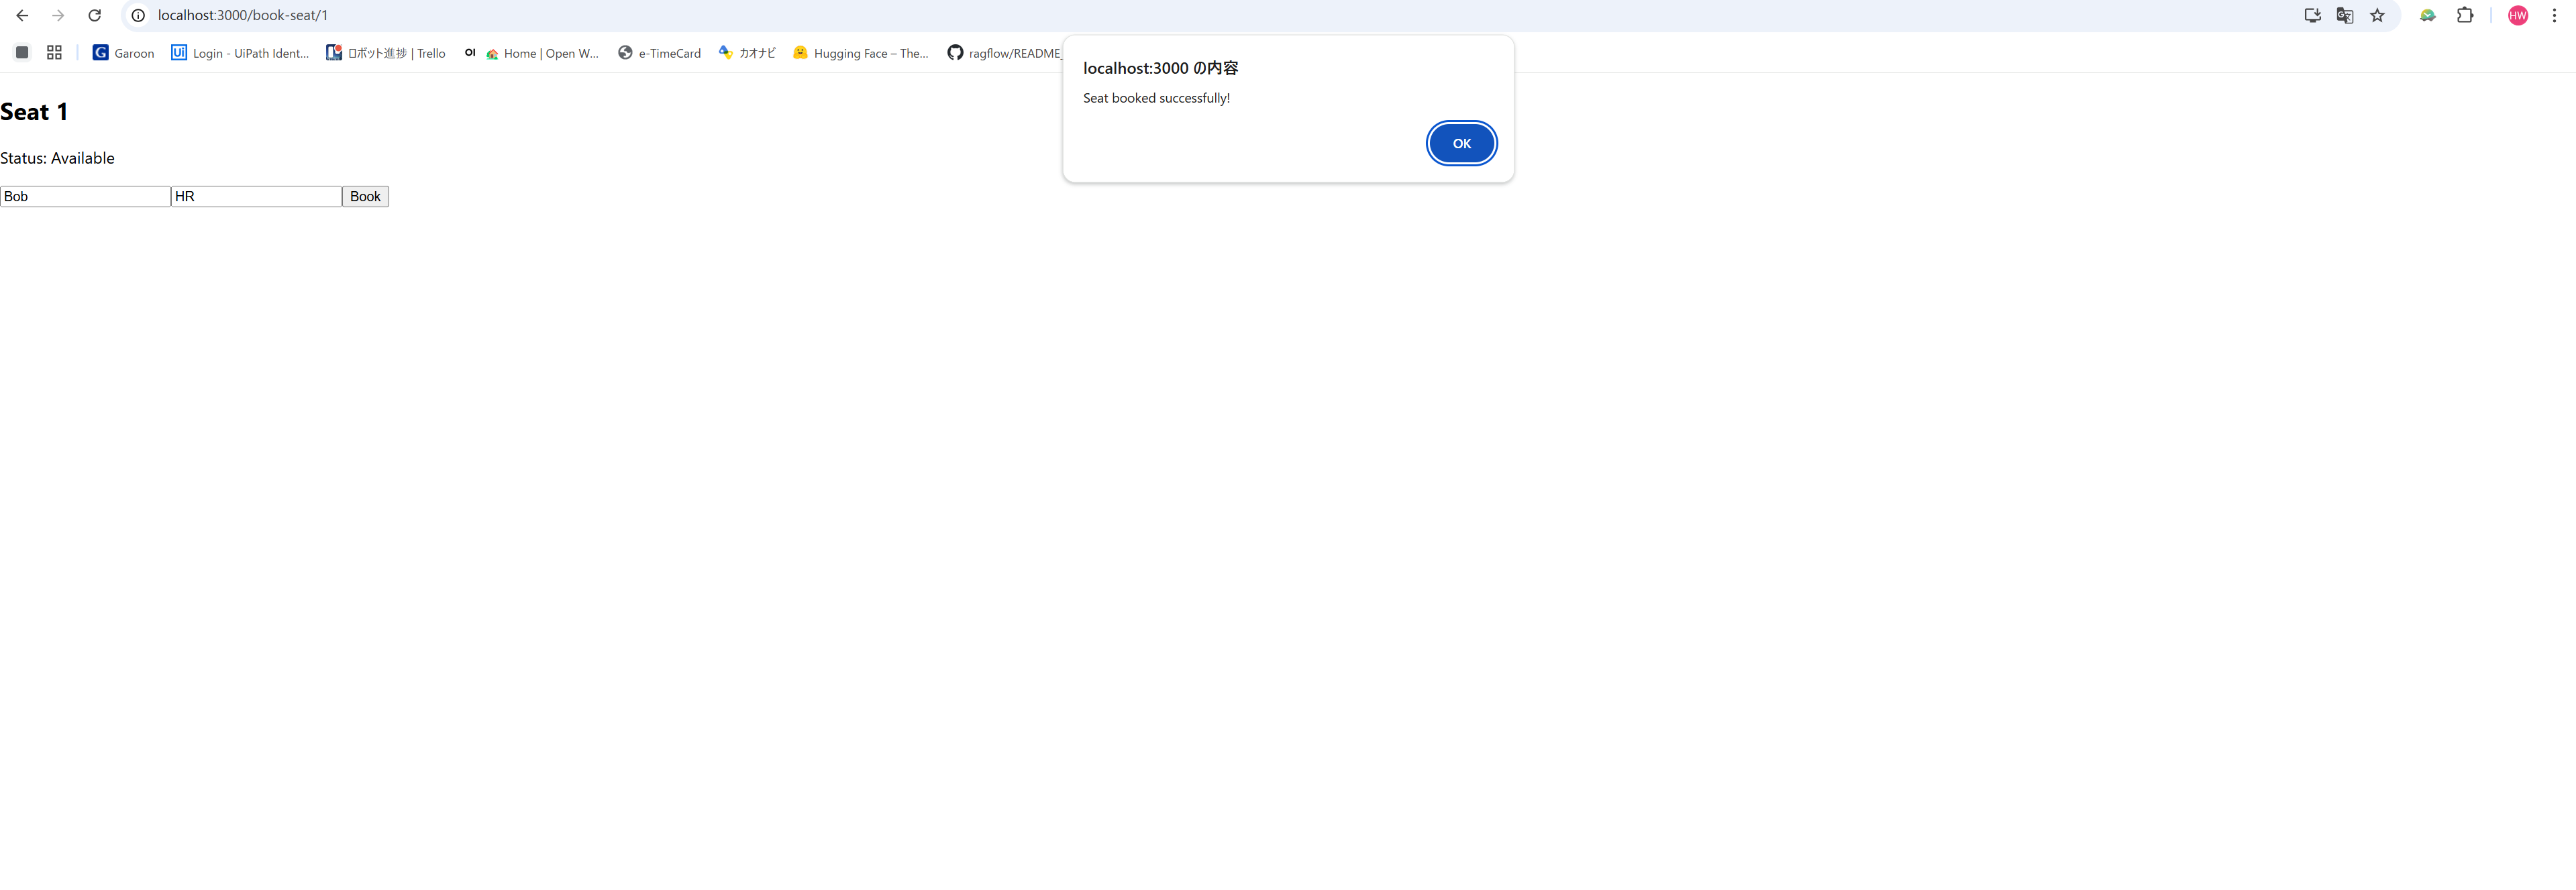 localhost:3000/book-seat/1
HW
Garoon
Login - UiPath Ident...
ロボット進捗 | Trello
OI
Home | Open W...
e-TimeCard
カオナビ
Hugging Face – The...
ragflow/README_
localhost:3000 の内容
Seat booked successfully!
OK
Seat 1
Status: Available
Bob
HR
Book